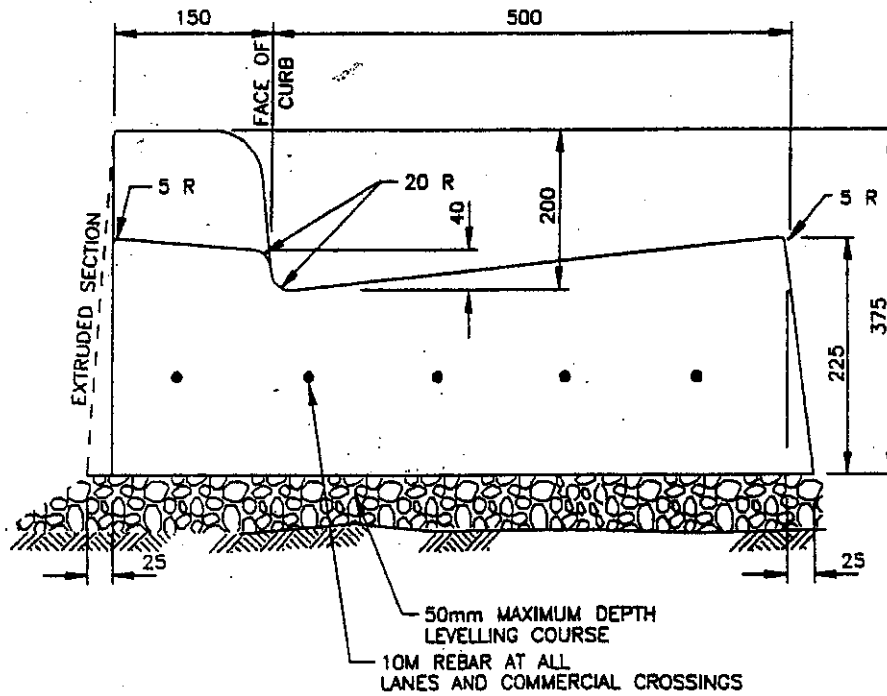 150
500
FACE OF
CURB
5 R
20 R
40
200
5 R
EXTRUDED SECTION
225
375
25
25
50mm MAXIMUM DEPTH
LEVELLING COURSE
10M REBAR AT ALL
LANES AND COMMERCIAL CROSSINGS